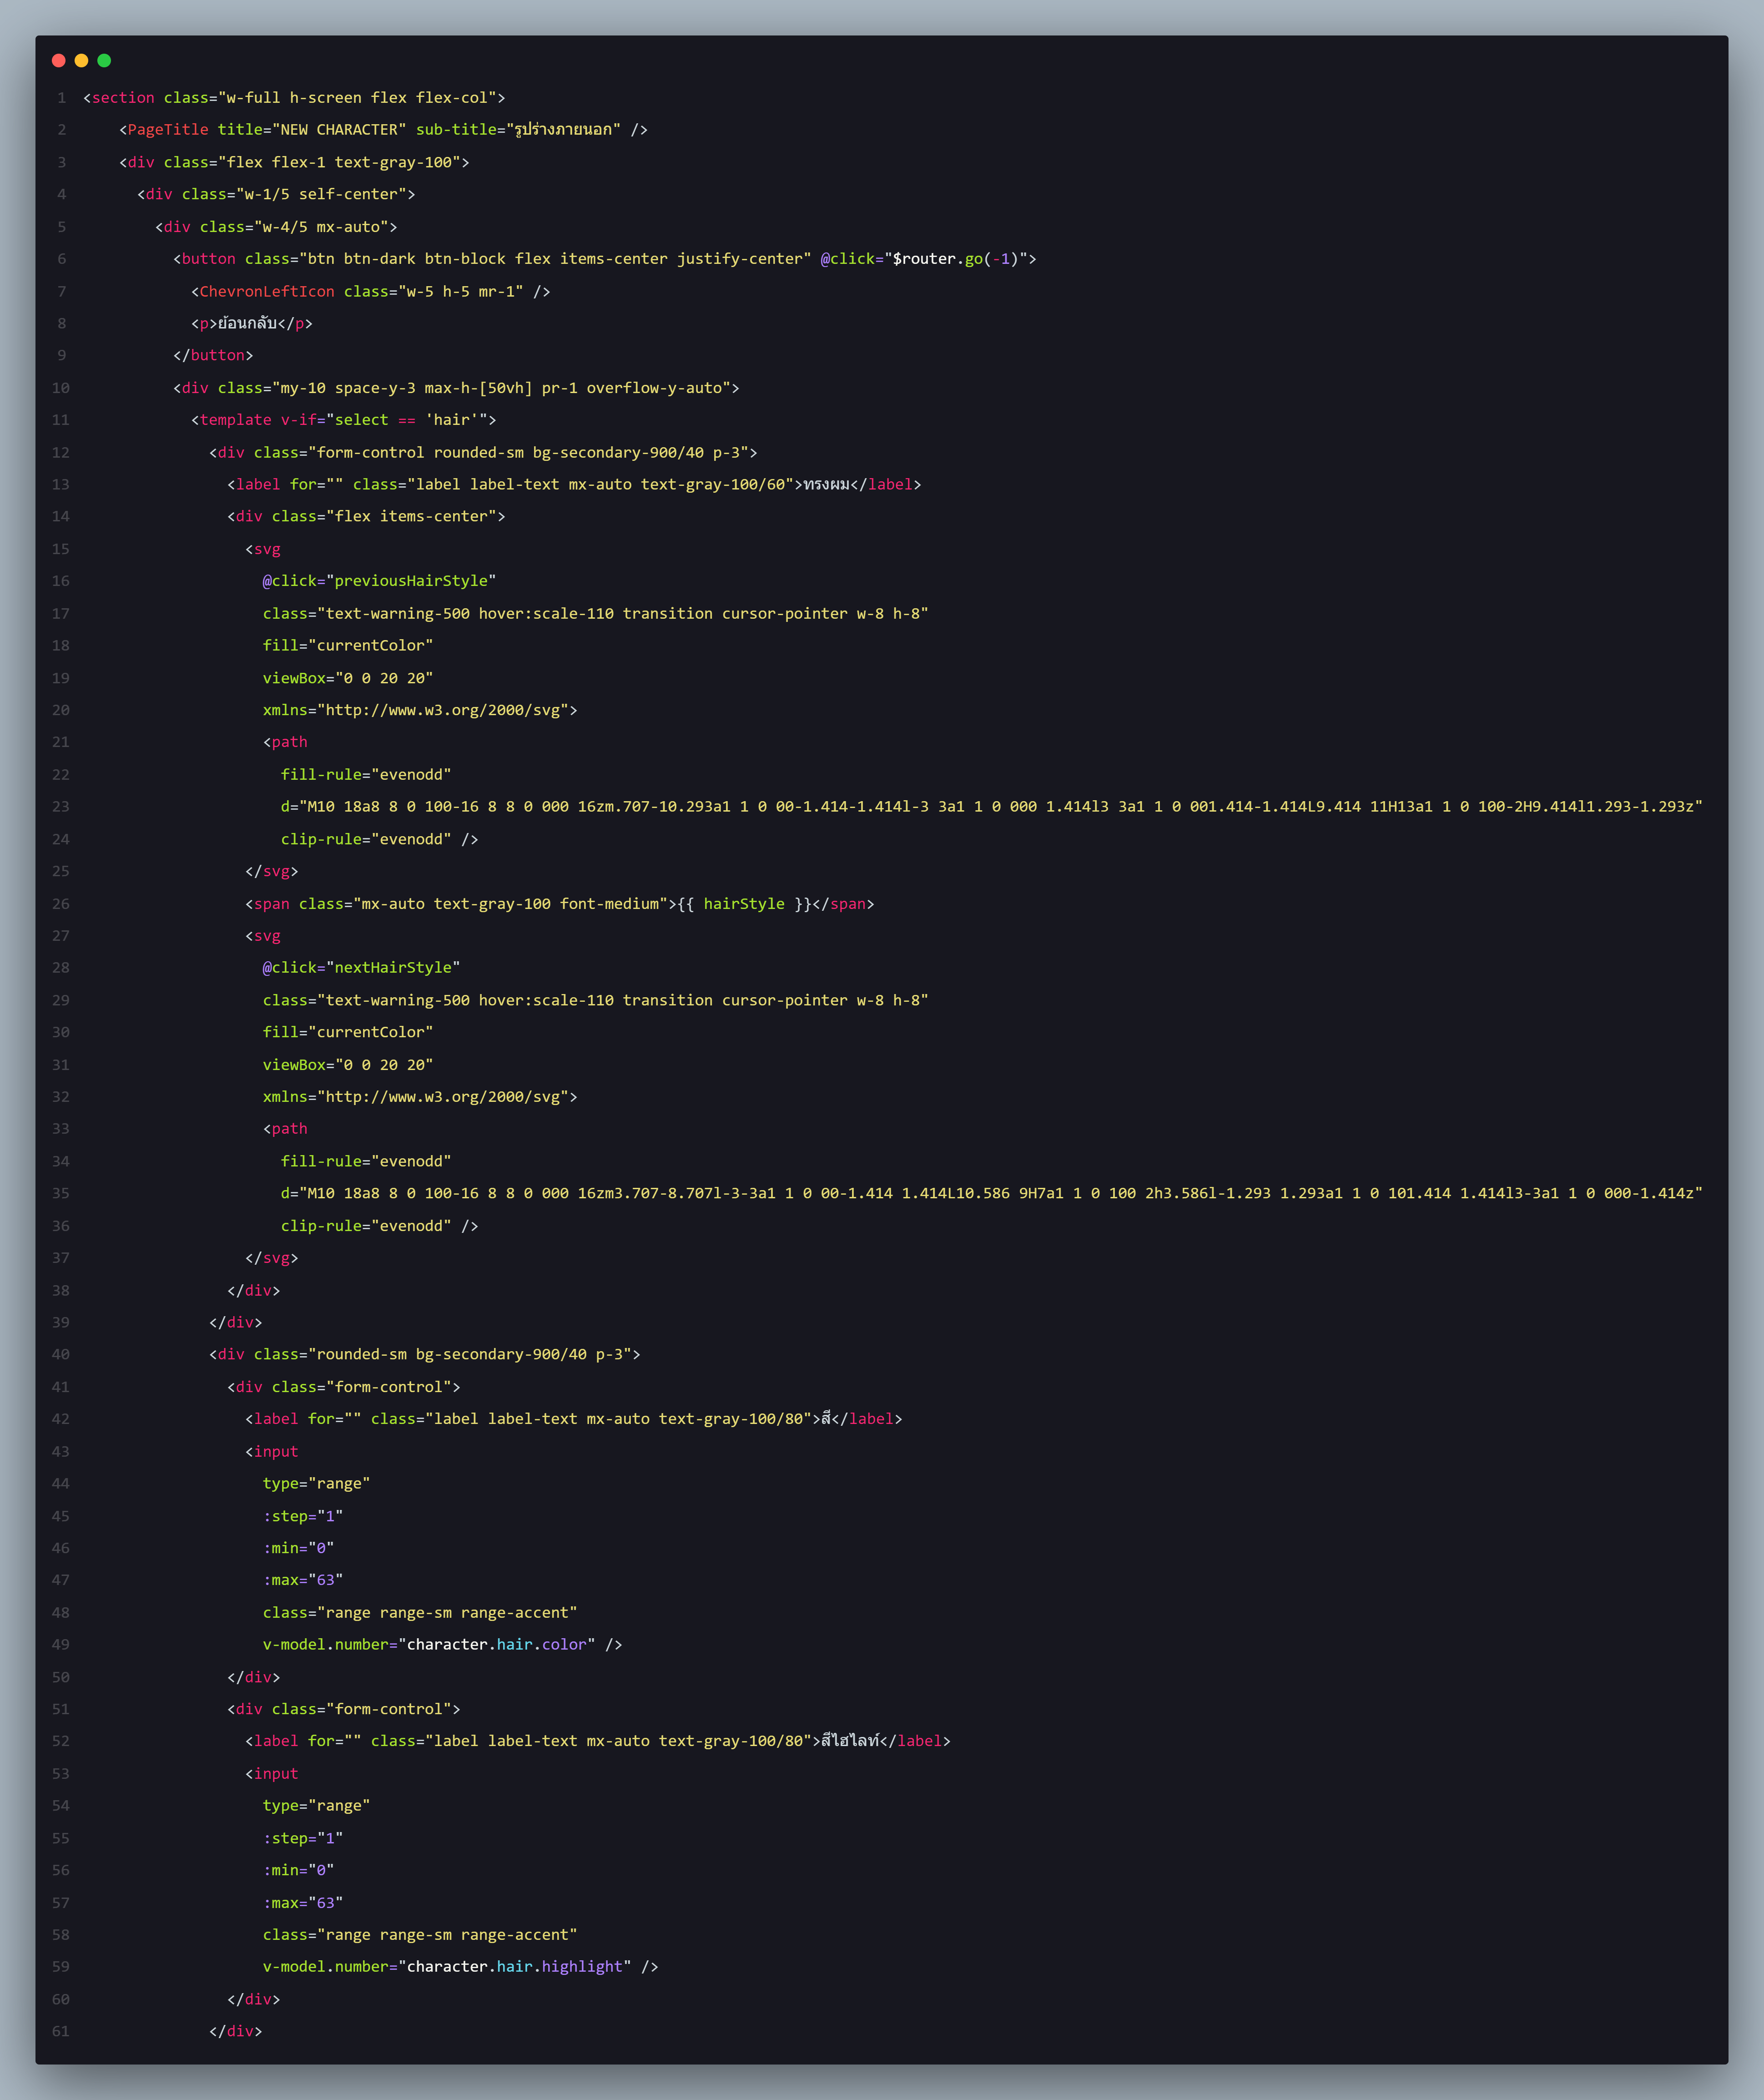 1 <section class="w-full h-screen flex flex-col">
2 <PageTitle title="NEW CHARACTER" sub-title="รูปร่างภายนอก" />
3 <div class="flex flex-1 text-gray-100">
4 <div class="w-1/5 self-center">
5 <div class="w-4/5 mx-auto">
6 <button class="btn btn-dark btn-block flex items-center justify-center" @click="$router.go(-1)">
7 <ChevronLeftIcon class="w-5 h-5 mr-1" />
8 <p>ย้อนกลับ</p>
9 </button>
10 <div class="my-10 space-y-3 max-h-[50vh] pr-1 overflow-y-auto">
11 <template v-if="select == 'hair'">
12 <div class="form-control rounded-sm bg-secondary-900/40 p-3">
13 <label for="" class="label label-text mx-auto text-gray-100/60">ทรงผม</label>
14 <div class="flex items-center">
15 <svg
16 @click="previousHairStyle"
17 class="text-warning-500 hover:scale-110 transition cursor-pointer w-8 h-8"
18 fill="currentColor"
19 viewBox="0 0 20 20"
20 xmlns="http://www.w3.org/2000/svg">
21 <path
22 fill-rule="evenodd"
23 d="M10 18a8 8 0 100-16 8 8 0 000 16zm.707-10.293a1 1 0 00-1.414-1.414l-3 3a1 1 0 000 1.414l3 3a1 1 0 001.414-1.414L9.414 11H13a1 1 0 100-2H9.414l1.293-1.293z"
24 clip-rule="evenodd" />
25 </svg>
26 <span class="mx-auto text-gray-100 font-medium">{{ hairStyle }}</span>
27 <svg
28 @click="nextHairStyle"
29 class="text-warning-500 hover:scale-110 transition cursor-pointer w-8 h-8"
30 fill="currentColor"
31 viewBox="0 0 20 20"
32 xmlns="http://www.w3.org/2000/svg">
33 <path
34 fill-rule="evenodd"
35 d="M10 18a8 8 0 100-16 8 8 0 000 16zm3.707-8.707l-3-3a1 1 0 00-1.414 1.414L10.586 9H7a1 1 0 100 2h3.586l-1.293 1.293a1 1 0 101.414 1.414l3-3a1 1 0 000-1.414z"
36 clip-rule="evenodd" />
37 </svg>
38 </div>
39 </div>
40 <div class="rounded-sm bg-secondary-900/40 p-3">
41 <div class="form-control">
42 <label for="" class="label label-text mx-auto text-gray-100/80">สี</label>
43 <input
44 type="range"
45 :step="1"
46 :min="0"
47 :max="63"
48 class="range range-sm range-accent"
49 v-model.number="character.hair.color" />
50 </div>
51 <div class="form-control">
52 <label for="" class="label label-text mx-auto text-gray-100/80">สีไฮไลท์</label>
53 <input
54 type="range"
55 :step="1"
56 :min="0"
57 :max="63"
58 class="range range-sm range-accent"
59 v-model.number="character.hair.highlight" />
60 </div>
61 </div>